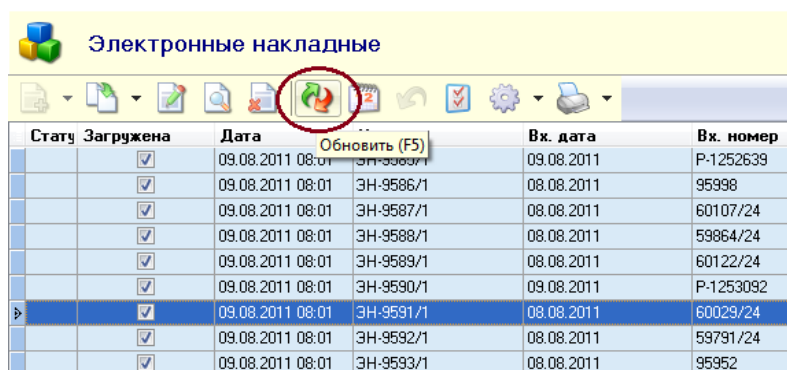 Электронные накладные
2
Стату Загружена Дата Вх. дата Вх. номер
Обновить (F5)
09.08.2011 08:01 ЭН-9585/1 09.08.2011 Р-1252639
09.08.2011 08:01 ЭН-9586/1 08.08.2011 95998
09.08.2011 08:01 ЭН-9587/1 08.08.2011 60107/24
09.08.2011 08:01 ЭН-9588/1 08.08.2011 59864/24
09.08.2011 08:01 ЭН-9589/1 08.08.2011 60122/24
09.08.2011 08:01 ЭН-9590/1 09.08.2011 Р-1253092
09.08.2011 08:01 ЭН-9591/1 08.08.2011 60029/24
09.08.2011 08:01 ЭН-9592/1 08.08.2011 59791/24
09.08.2011 08:01 ЭН-9593/1 08.08.2011 95952